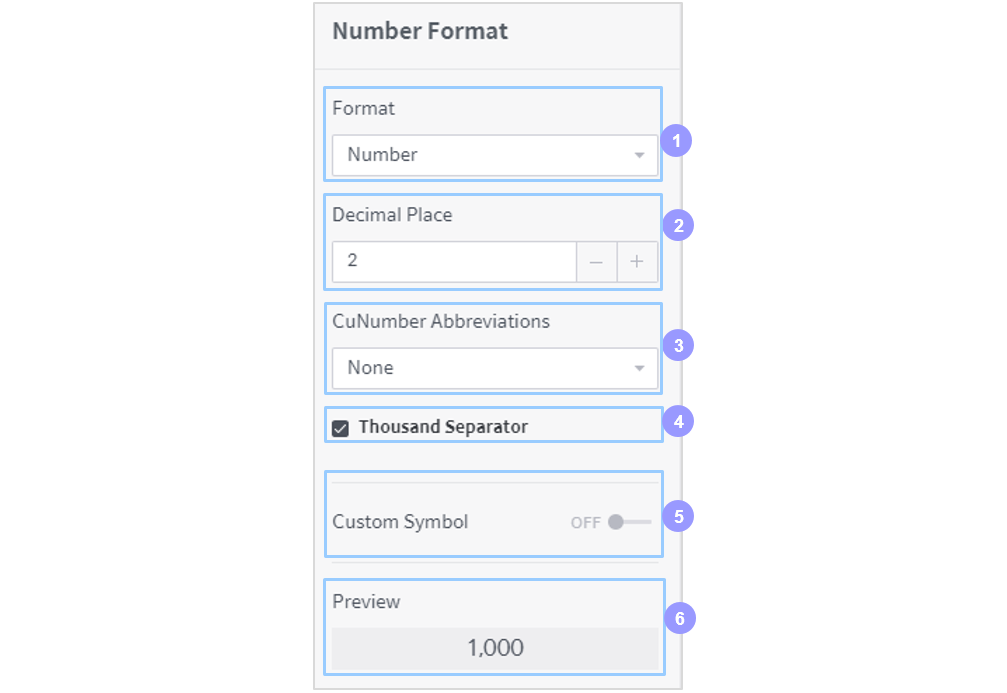 Number Format
Format
1
Number
Decimal Place
2
2
CuNumber Abbreviations
3
None
Thousand Separator
4
Custom Symbol
OFF
5
Preview
6
1,000